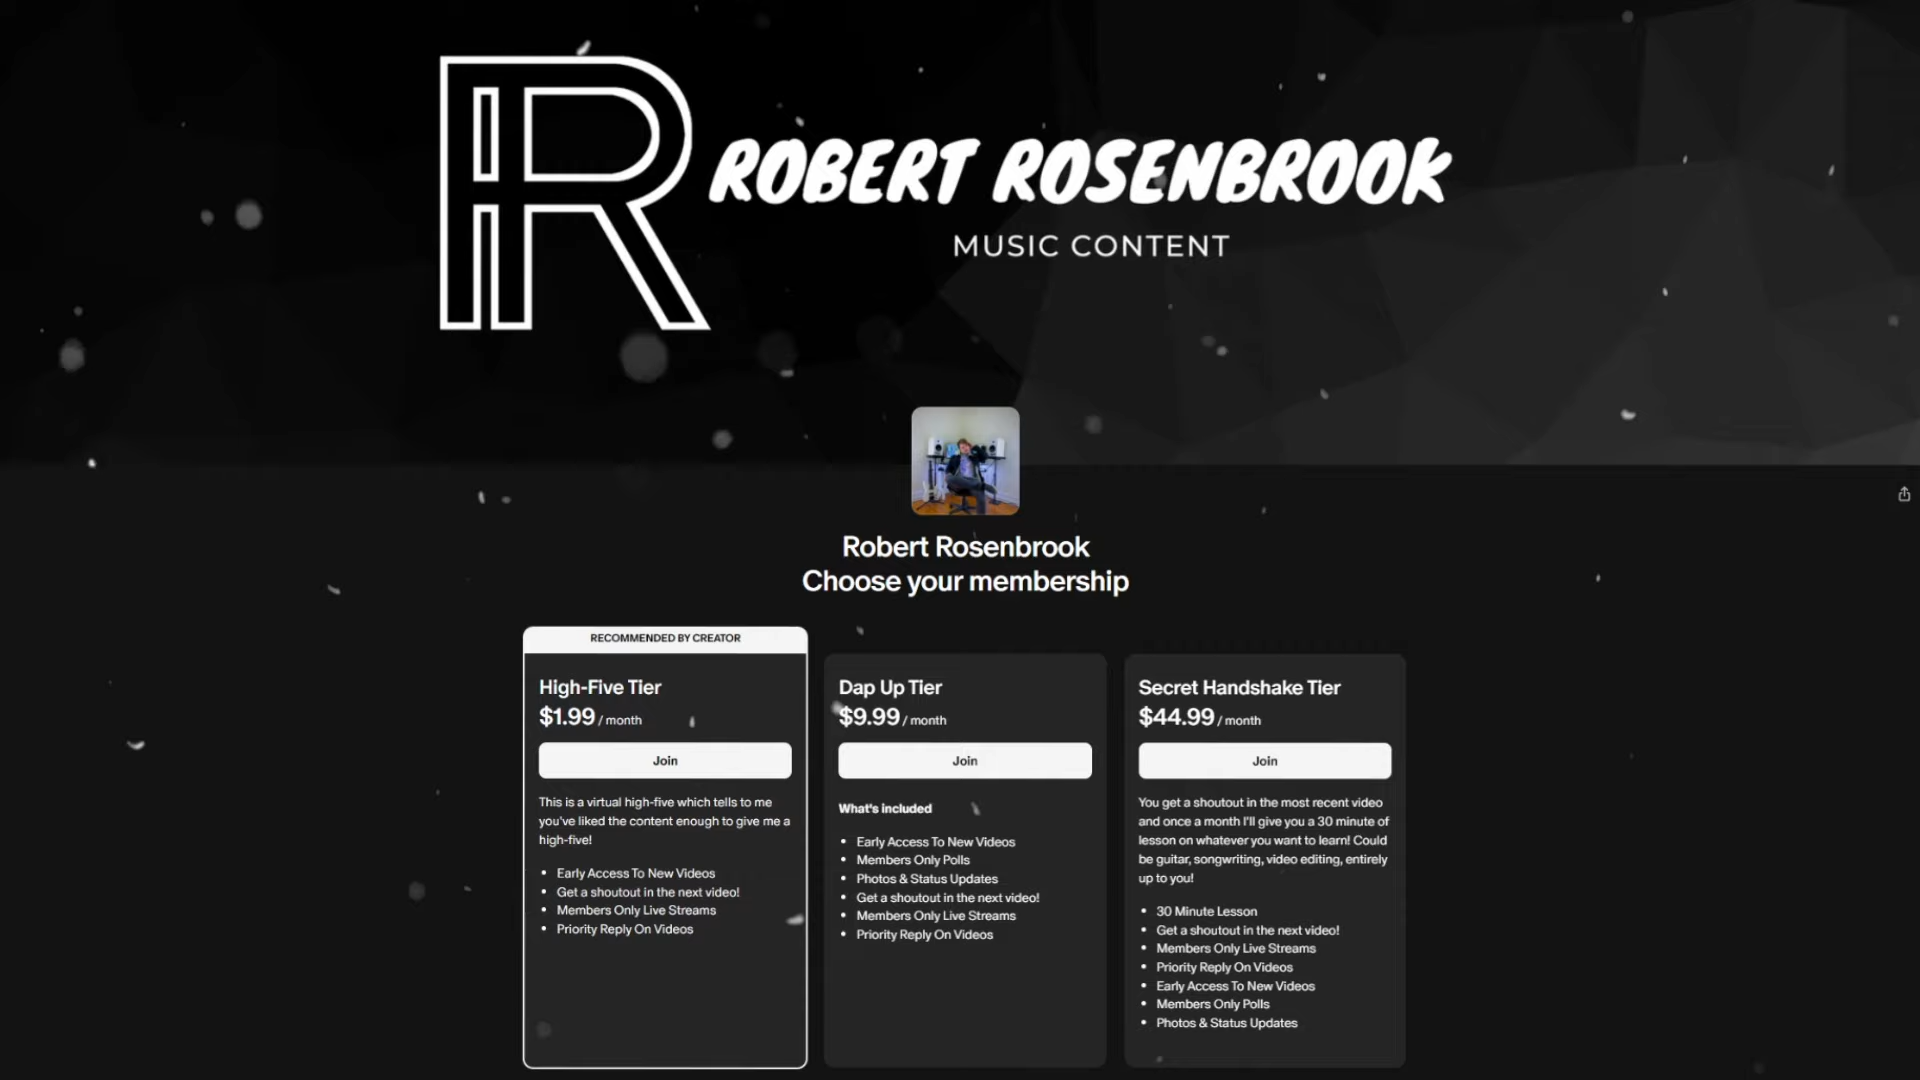 R
ROBERT ROSENBROOK
MUSIC CONTENT
Robert Rosenbrook
Choose your membership
RECOMMENDED BY CREATOR
High-Five Tier
$1.99 / month
Join
This is a virtual high-five which tells to me
you've liked the content enough to give me a
high-five!
• Early Access To New Videos
• Get a shoutout in the next video!
• Members Only Live Streams
• Priority Reply On Videos
Dap Up Tier
$9.99 / month
Join
What's included
• Early Access To New Videos
• Members Only Polls
• Photos & Status Updates
• Get a shoutout in the next video!
• Members Only Live Streams
• Priority Reply On Videos
Secret Handshake Tier
$44.99 / month
Join
You get a shoutout in the most recent video
and once a month I'll give you a 30 minute of
lesson on whatever you want to learn! Could
be guitar, songwriting, video editing, entirely
up to you!
• 30 Minute Lesson
• Get a shoutout in the next video!
• Members Only Live Streams
• Priority Reply On Videos
• Early Access To New Videos
• Members Only Polls
• Photos & Status Updates